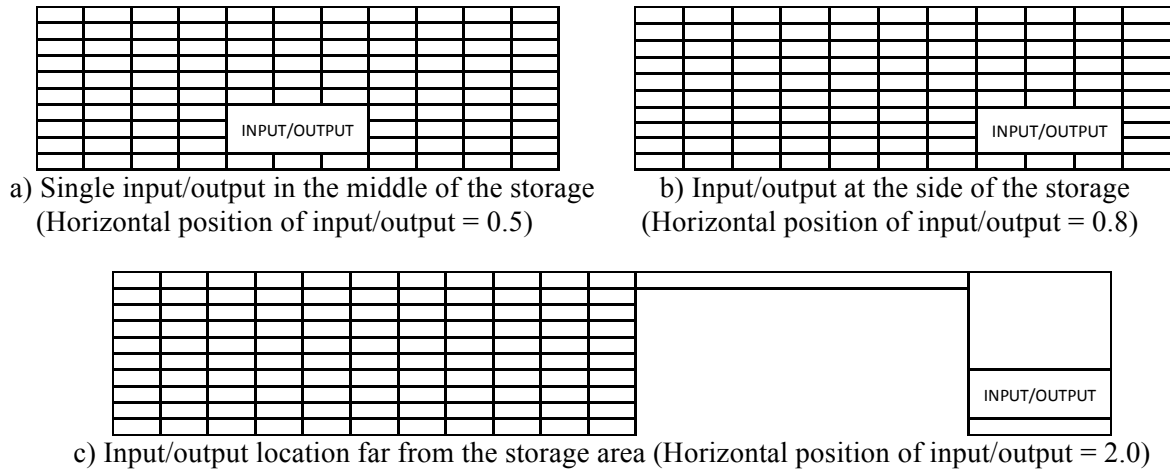 INPUT/OUTPUT
INPUT/OUTPUT
a) Single input/output in the middle of the storage
(Horizontal position of input/output = 0.5)
b) Input/output at the side of the storage
(Horizontal position of input/output = 0.8)
INPUT/OUTPUT
c) Input/output location far from the storage area (Horizontal position of input/output = 2.0)